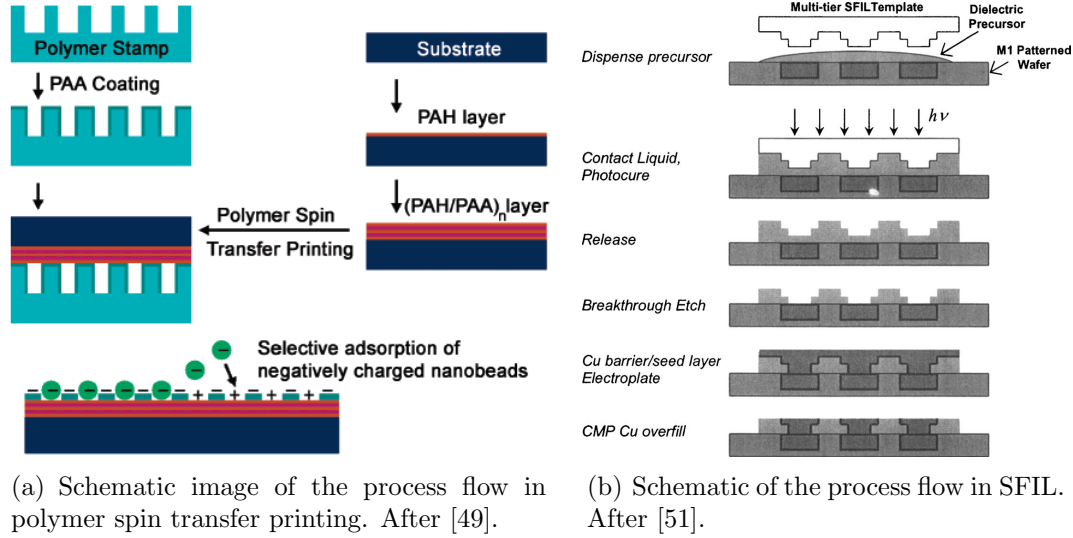 Polymer Stamp
PAA Coating
Substrate
PAH layer
(PAH/PAA)n layer
Polymer Spin
Transfer Printing
Selective adsorption of
negatively charged nanobeads
− − − − − − − − − + + + +
(a) Schematic image of the process flow in
polymer spin transfer printing. After [49].
Multi-tier SFILTemplate
Dielectric
Precursor
M1 Patterned
Wafer
Dispense precursor
hν
Contact Liquid,
Photocure
Release
Breakthrough Etch
Cu barrier/seed layer
Electroplate
CMP Cu overfill
(b) Schematic of the process flow in SFIL.
After [51].